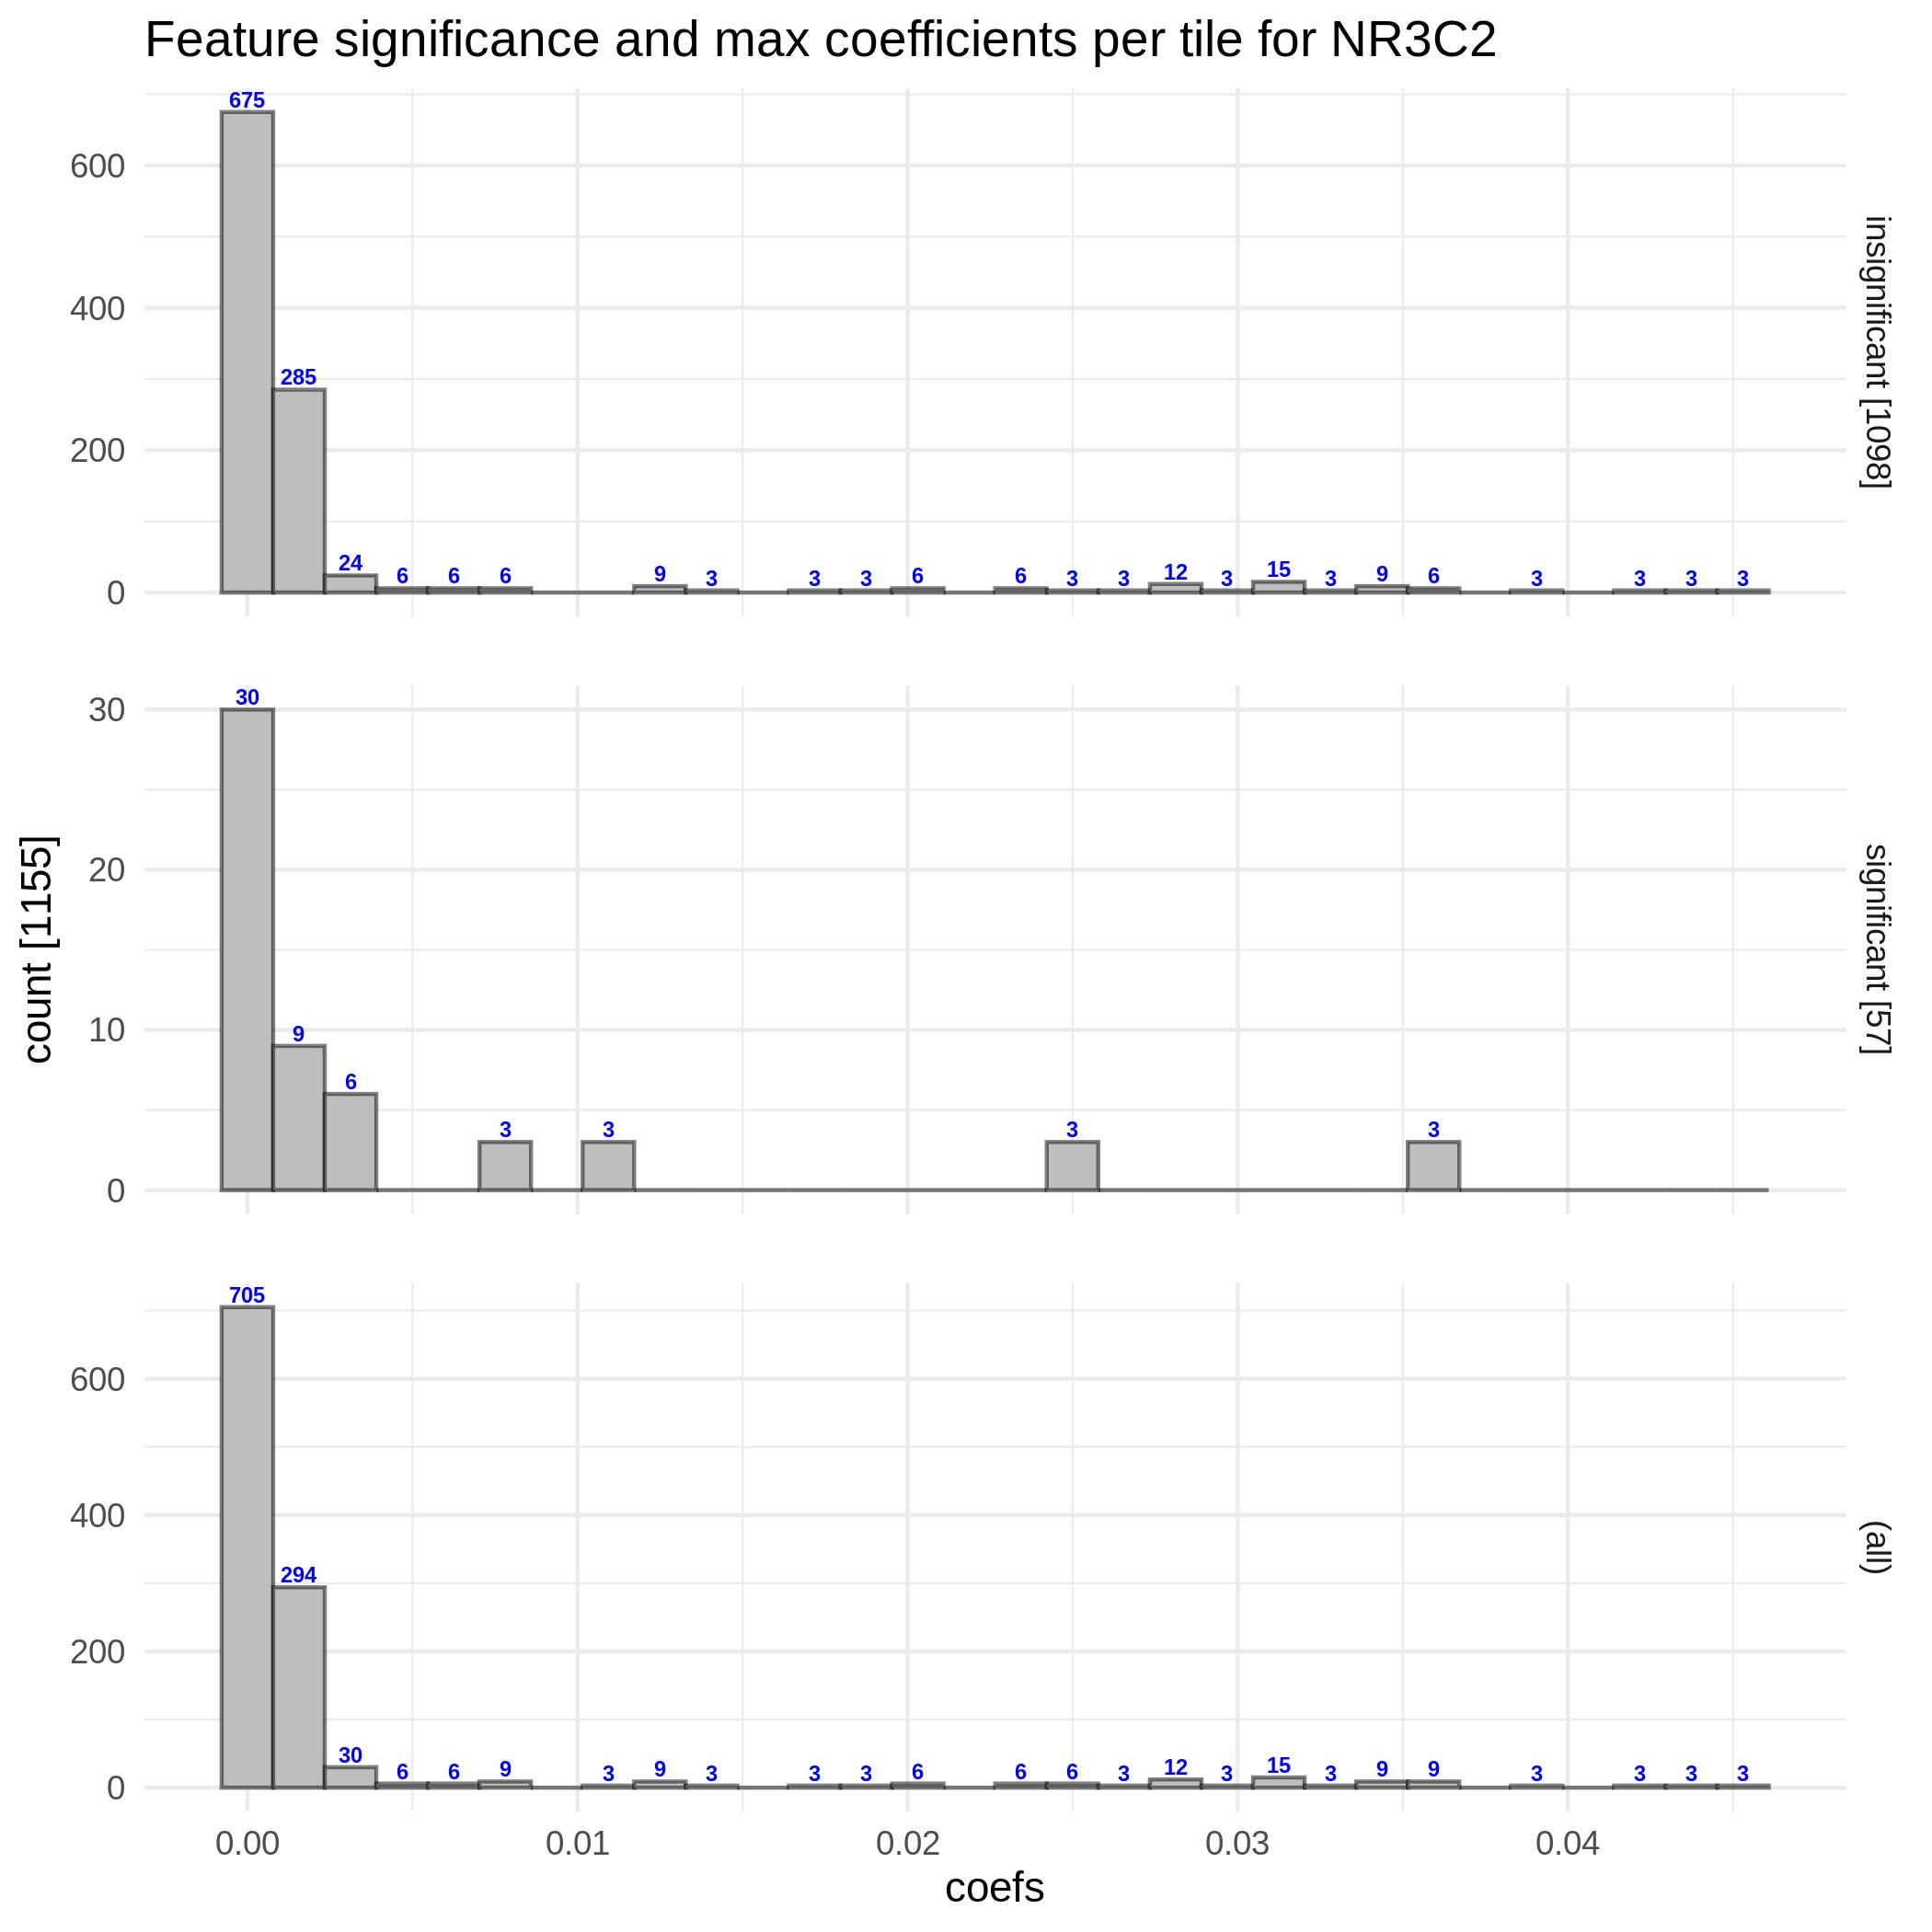 Feature significance and max coefficients per tile for NR3C2
675
600
400
285
200
24 6 6 6 9 3 3 3 6 6 3 3 12 3 15 3 9 6 3 3 3 3
0
insignificant [1098]
30
30
20
10
9
6
3 3 3 3
0
significant [57]
count [1155]
705
600
400
294
200
30 6 6 9 3 9 3 3 3 6 6 6 3 12 3 15 3 9 9 3 3 3 3
0
(all)
0.00 0.01 0.02 0.03 0.04
coefs